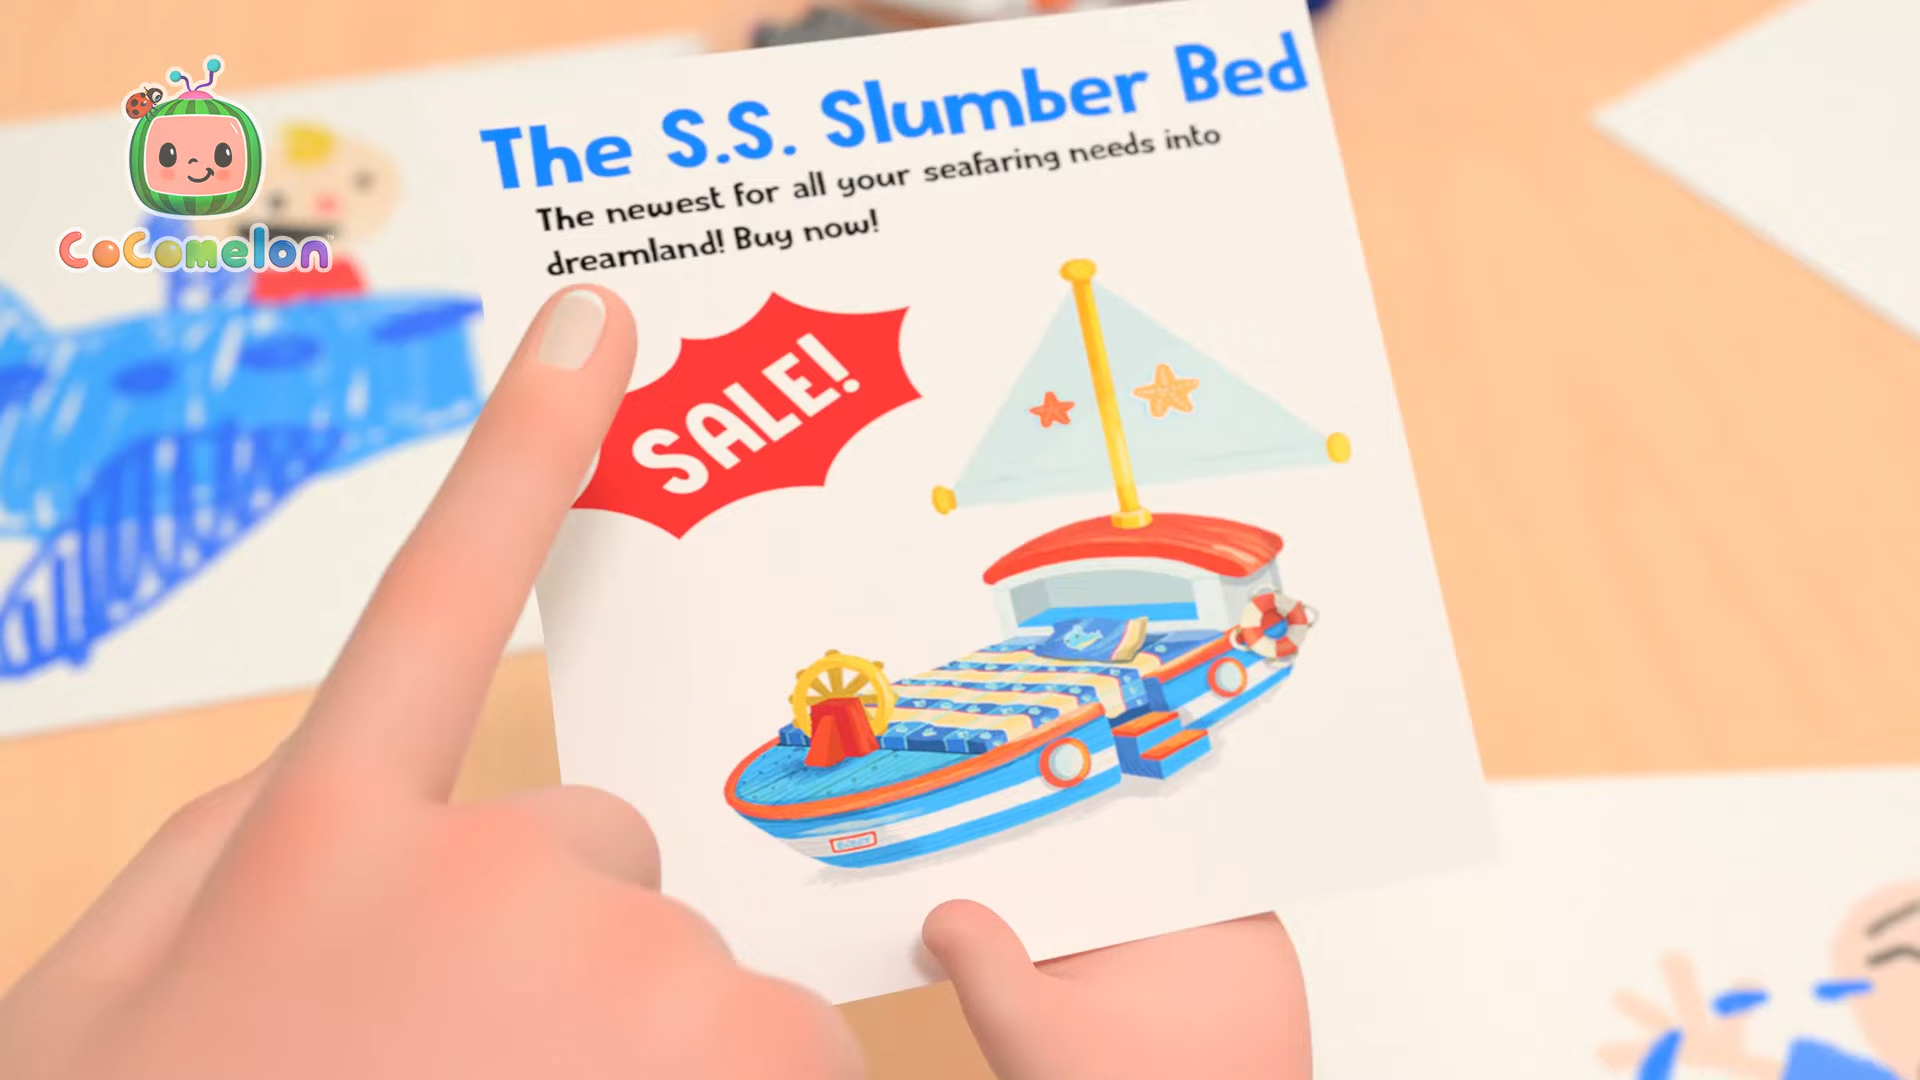 The S.S. Slumber Bed
The newest for all your seafaring needs into
dreamland! Buy now!
SALE!
CoComelon